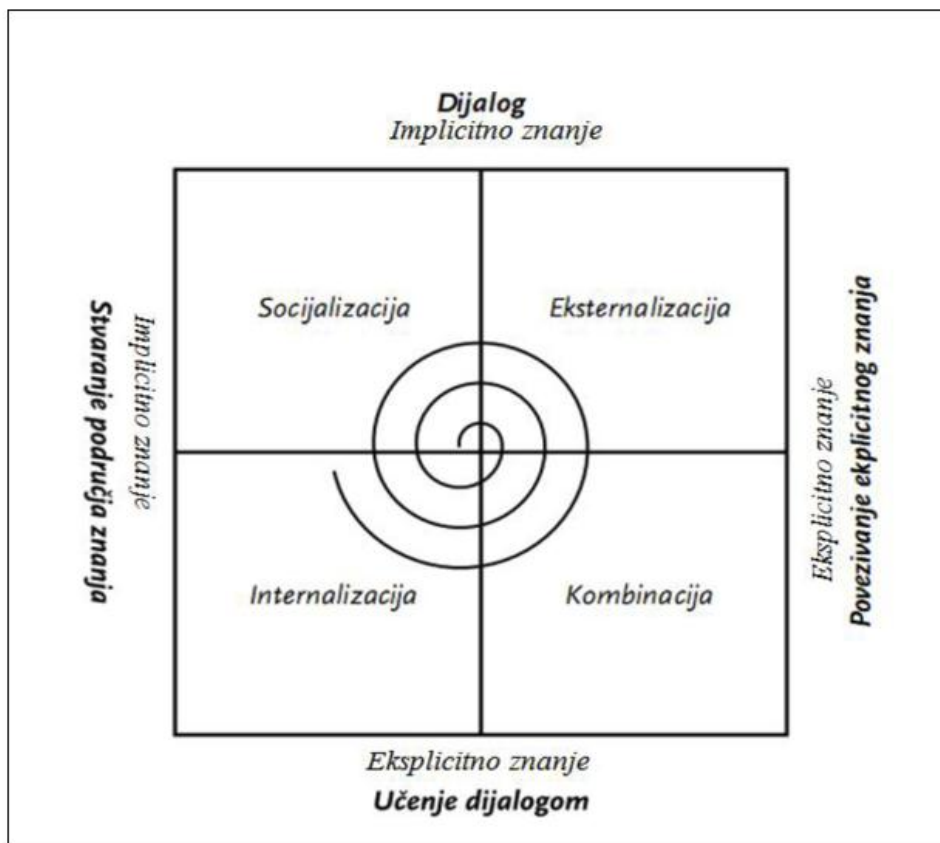 Dijalog
Implicitno znanje
Stvaranje područja znanja
Implicitno znanje
Socijalizacija
Eksternalizacija
Internalizacija
Kombinacija
Eksplicitno znanje
Povezivanje ekplicitnog znanja
Eksplicitno znanje
Učenje dijalogom